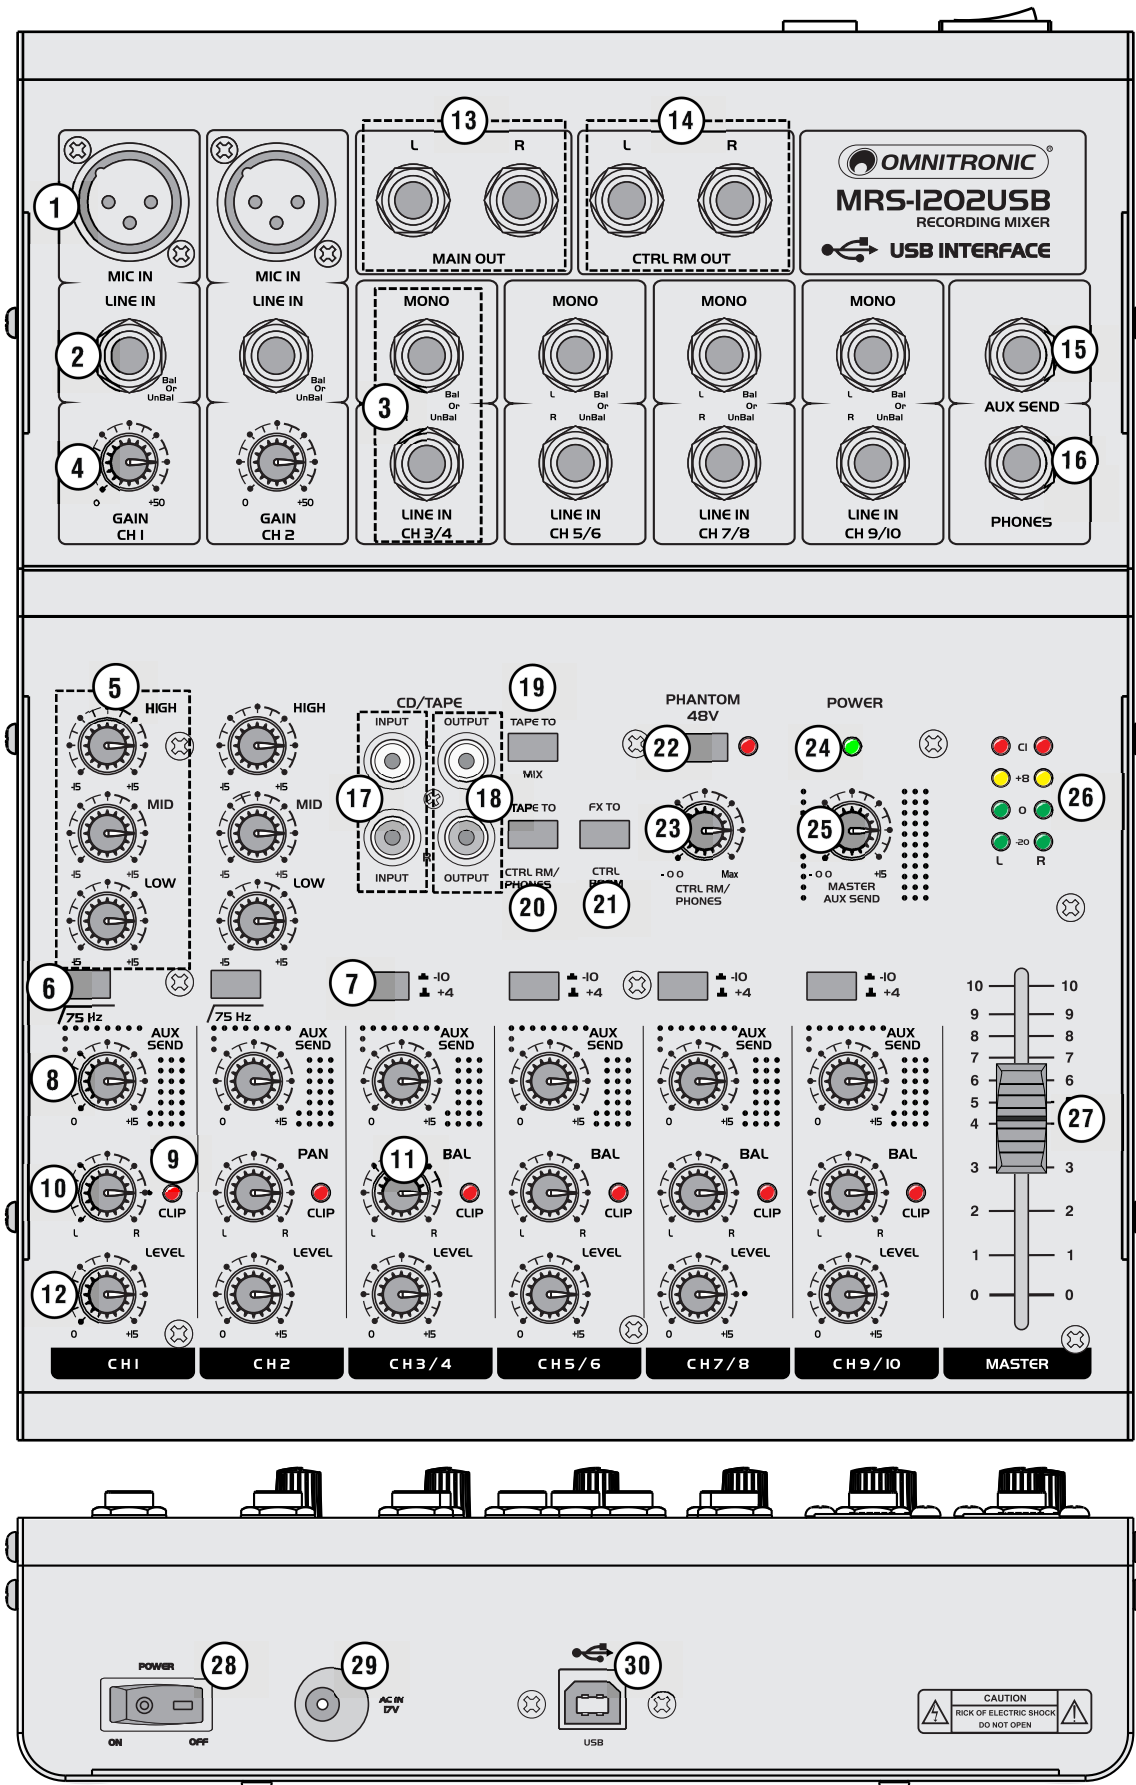 13
14
L R
L R
OMNITRONIC®
MRS-1202USB
RECORDING MIXER
USB INTERFACE
1
MIC IN
MIC IN
MAIN OUT
CTRL RM OUT
LINE IN
LINE IN
MONO
MONO
MONO
MONO
2
Bal
Or
UnBal
Bal
Or
UnBal
3
Bal
Or
UnBal
L
R
Bal
Or
UnBal
L
R
Bal
Or
UnBal
L
R
Bal
Or
UnBal
15
AUX SEND
4
0 +50
GAIN
CH 1
0 +50
GAIN
CH 2
LINE IN
CH 3/4
LINE IN
CH 5/6
LINE IN
CH 7/8
LINE IN
CH 9/10
16
PHONES
5
HIGH
-15 +15
MID
-15 +15
LOW
-15 +15
HIGH
-15 +15
MID
-15 +15
LOW
-15 +15
CD/TAPE
INPUT
OUTPUT
17
18
R
INPUT
OUTPUT
19
TAPE TO
MIX
TAPE TO
CTRL RM/
PHONES
20
FX TO
CTRL
ROOM
21
PHANTOM
48V
22
23
-oo Max
CTRL RM/
PHONES
POWER
24
25
-oo +15
MASTER
AUX SEND
Cl
+8
0
-20
L R
26
6
75 Hz
75 Hz
7
-10
+4
-10
+4
-10
+4
-10
+4
8
AUX
SEND
0 +15
AUX
SEND
0 +15
AUX
SEND
0 +15
AUX
SEND
0 +15
AUX
SEND
0 +15
AUX
SEND
0 +15
9
10
CLIP
L R
PAN
CLIP
L R
11
BAL
CLIP
L R
BAL
CLIP
L R
BAL
CLIP
L R
BAL
CLIP
L R
12
LEVEL
0 +15
LEVEL
0 +15
LEVEL
0 +15
LEVEL
0 +15
LEVEL
0 +15
LEVEL
0 +15
10 10
9 9
8 8
7 7
6 6
5
4
27
3 3
2 2
1 1
0 0
CH1
CH2
CH3/4
CH5/6
CH7/8
CH9/10
MASTER
POWER
28
ON OFF
29
AC IN
17V
30
USB
CAUTION
RICK OF ELECTRIC SHOCK
DO NOT OPEN